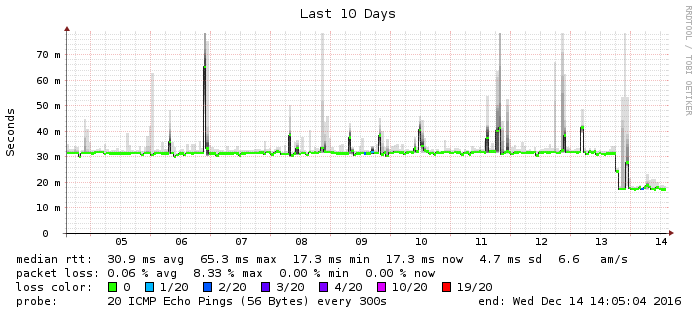 Last 10 Days
RRDTOOL / TOBI OETIKER
Seconds
70 m
60 m
50 m
40 m
30 m
20 m
10 m
0
05 06 07 08 09 10 11 12 13 14
median rtt: 30.9 ms avg 65.3 ms max 17.3 ms min 17.3 ms now 4.7 ms sd 6.6 am/s
packet loss: 0.06 % avg 8.33 % max 0.00 % min 0.00 % now
loss color: 0 1/20 2/20 3/20 4/20 10/20 19/20
probe: 20 ICMP Echo Pings (56 Bytes) every 300s end: Wed Dec 14 14:05:04 2016